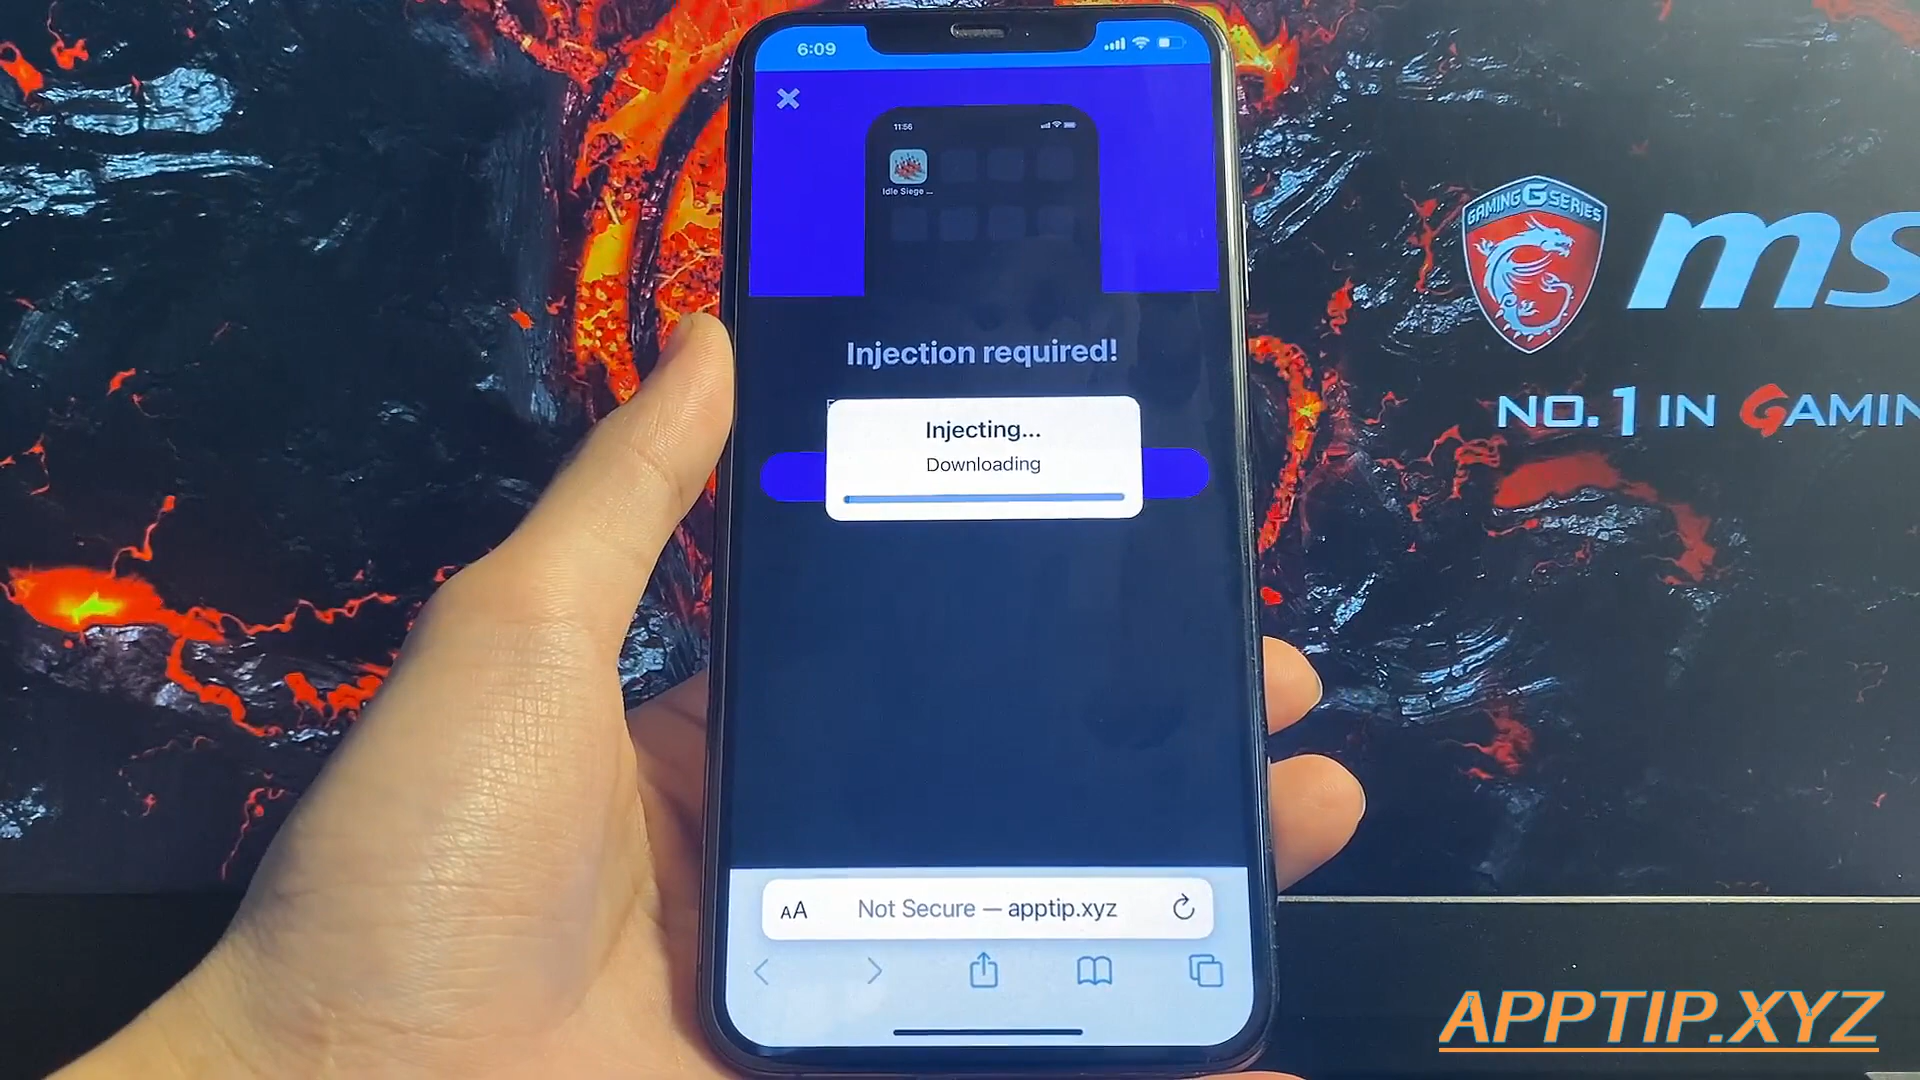 6:09
11:56
Idle Siege ...
Injection required!
Injecting...
Downloading
AA
Not Secure — apptip.xyz
GAMING G SERIES
ms
NO.1 IN GAMIN
APPTIP.XYZ